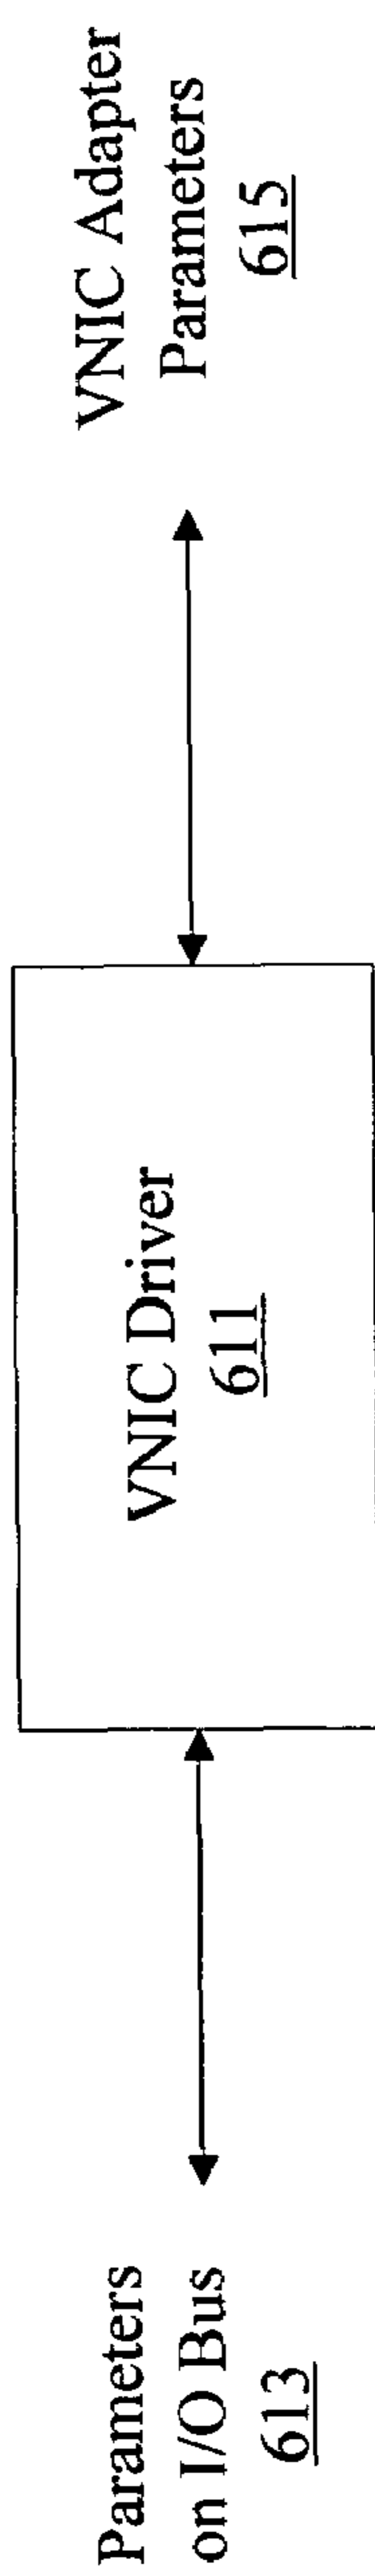 Parameters
on I/O Bus
613
VNIC Driver
611
VNIC Adapter
Parameters
615